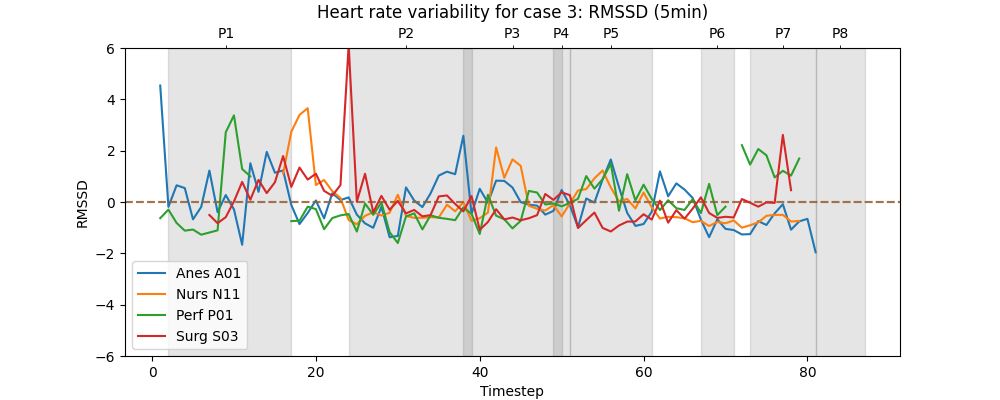 Heart rate variability for case 3: RMSSD (5min)
P1 P2 P3 P4 P5 P6 P7 P8
6
4
2
0
−2
−4
−6
RMSSD
Anes A01
Nurs N11
Perf P01
Surg S03
0 20 40 60 80
Timestep